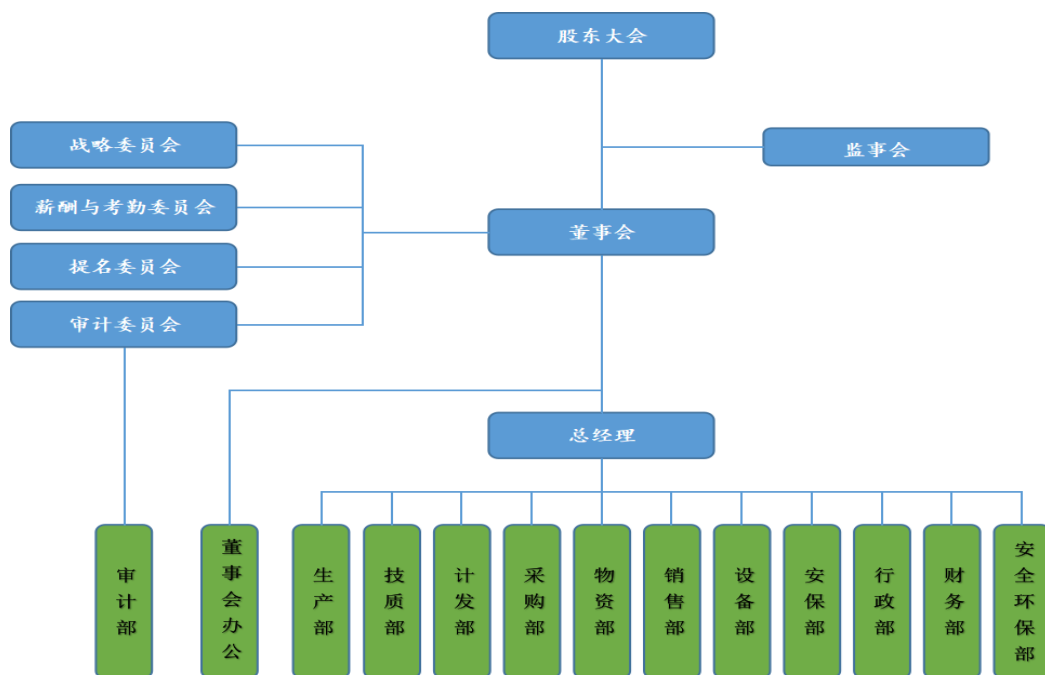 股东大会
战略委员会
监事会
薪酬与考勤委员会
董事会
提名委员会
审计委员会
总经理
审计部
董事会办公
生产部
技质部
计发部
采购部
物资部
销售部
设备部
安保部
行政部
财务部
安全环保部